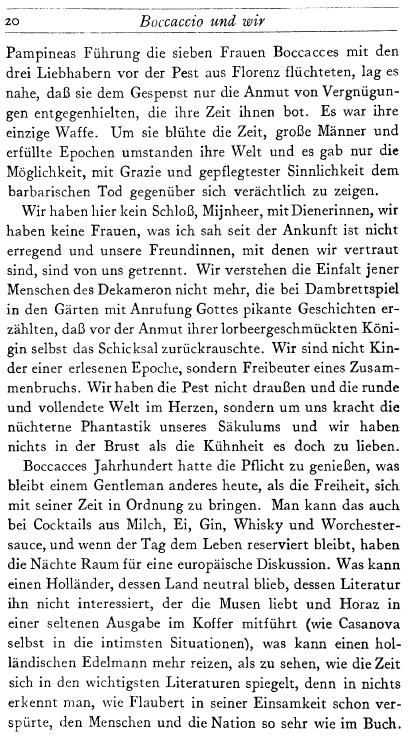 20 Boccaccio und wir
Pampineas Führung die sieben Frauen Boccacces mit den
drei Liebhabern vor der Pest aus Florenz flüchteten, lag es
nahe, daß sie dem Gespenst nur die Anmut von Vergnügun-
gen entgegenhielten, die ihre Zeit ihnen bot. Es war ihre
einzige Waffe. Um sie blühte die Zeit, große Männer und
erfüllte Epochen umstanden ihre Welt und es gab nur die
Möglichkeit, mit Grazie und gepflegtester Sinnlichkeit dem
barbarischen Tod gegenüber sich verächtlich zu zeigen.
Wir haben hier kein Schloß, Mijnheer, mit Dienerinnen, wir
haben keine Frauen, was ich sah seit der Ankunft ist nicht
erregend und unsere Freundinnen, mit denen wir vertraut
sind, sind von uns getrennt. Wir verstehen die Einfalt jener
Menschen des Dekameron nicht mehr, die bei Dambrettspiel
in den Gärten mit Anrufung Gottes pikante Geschichten er-
zählten, daß vor der Anmut ihrer lorbeergeschmückten Köni-
gin selbst das Schicksal zurückrauschte. Wir sind nicht Kin-
der einer erlesenen Epoche, sondern Freibeuter eines Zusam-
menbruchs. Wir haben die Pest nicht draußen und die runde
und vollendete Welt im Herzen, sondern um uns kracht die
nüchterne Phantastik unseres Säkulums und wir haben
nichts in der Brust als die Kühnheit es doch zu lieben.
Boccacces Jahrhundert hatte die Pflicht zu genießen, was
bleibt einem Gentleman anderes heute, als die Freiheit, sich
mit seiner Zeit in Ordnung zu bringen. Man kann das auch
bei Cocktails aus Milch, Ei, Gin, Whisky und Worchester-
sauce, und wenn der Tag dem Leben reserviert bleibt, haben
die Nächte Raum für eine europäische Diskussion. Was kann
einen Holländer, dessen Land neutral blieb, dessen Literatur
ihn nicht interessiert, der die Musen liebt und Horaz in
einer seltenen Ausgabe im Koffer mitführt (wie Casanova
selbst in die intimsten Situationen), was kann einen hol-
ländischen Edelmann mehr reizen, als zu sehen, wie die Zeit
sich in den wichtigsten Literaturen spiegelt, denn in nichts
erkennt man, wie Flaubert in seiner Einsamkeit schon ver-
spürte, den Menschen und die Nation so sehr wie im Buch.